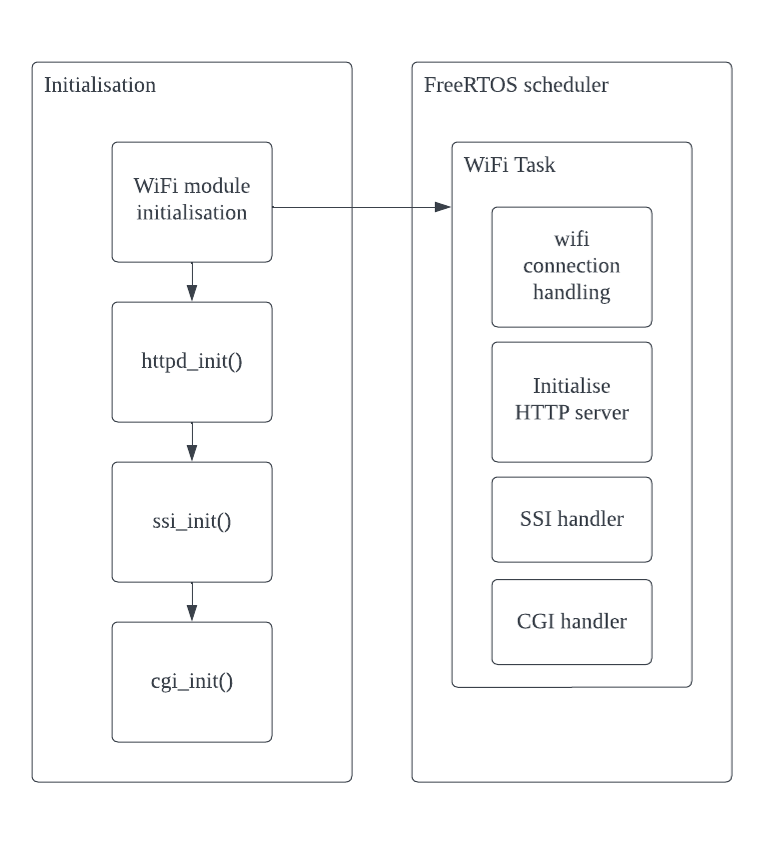 Initialisation
WiFi module
initialisation
httpd_init()
ssi_init()
cgi_init()
FreeRTOS scheduler
WiFi Task
wifi
connection
handling
Initialise
HTTP server
SSI handler
CGI handler